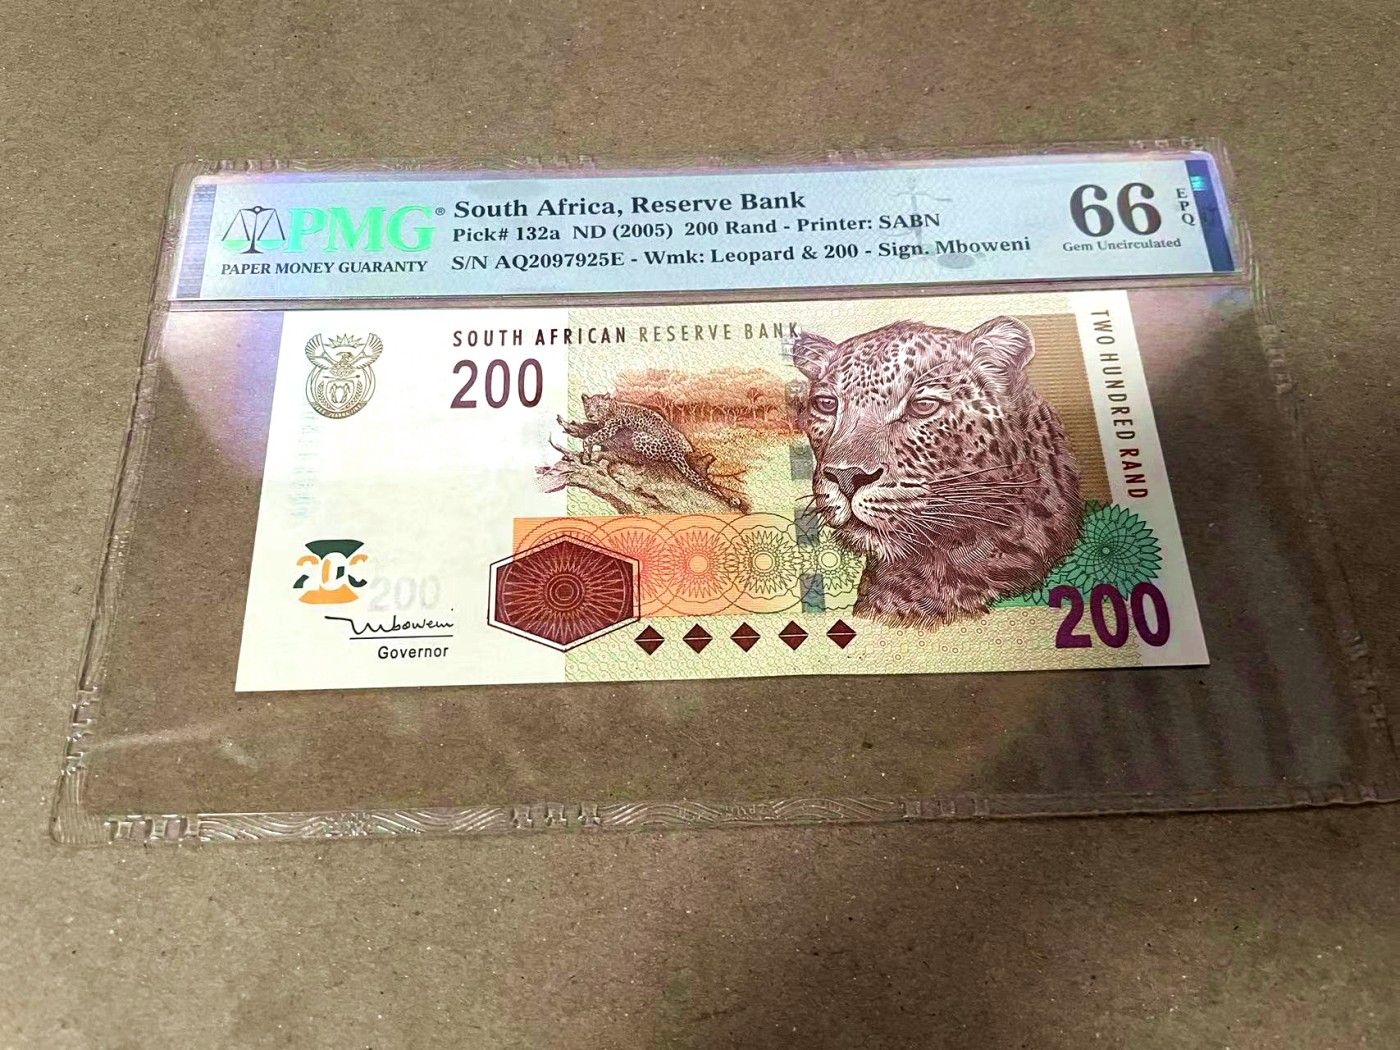 PMG®
PAPER MONEY GUARANTY
South Africa, Reserve Bank
Pick# 132a ND (2005) 200 Rand - Printer: SABN
S/N AQ2097925E - Wmk: Leopard & 200 - Sign. Mboweni
66
EPQ
Gem Uncirculated
SOUTH AFRICAN RESERVE BANK
200
TWO HUNDRED RAND
200
200
Mboweni
Governor
200